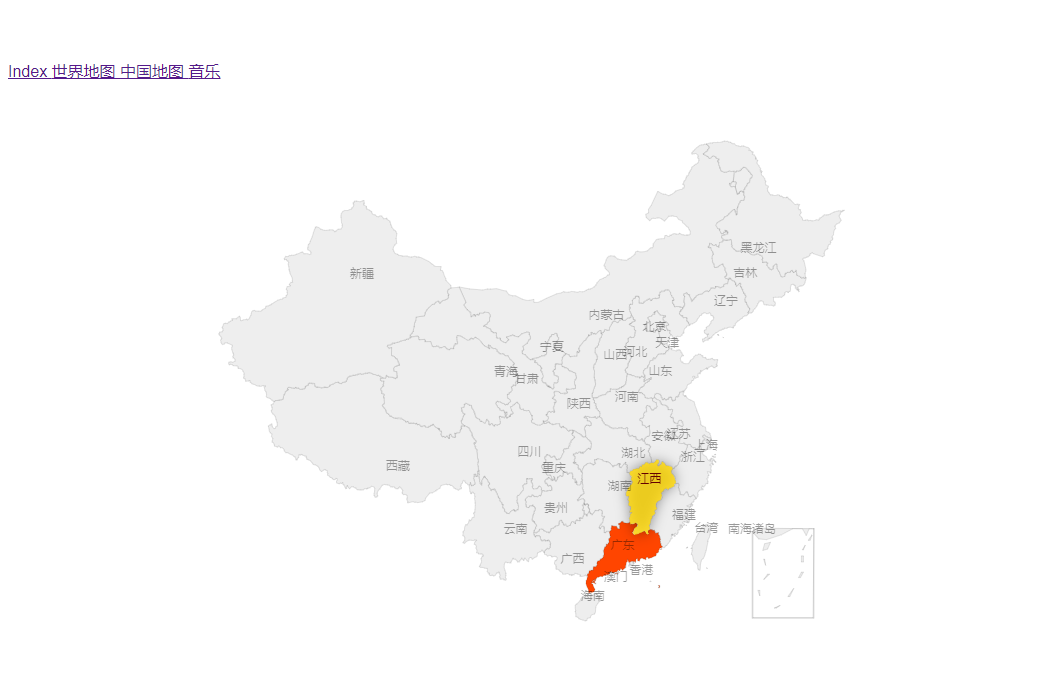 Index 世界地图 中国地图 音乐
黑龙江
新疆
吉林
辽宁
内蒙古
北京
天津
宁夏
山西
河北
青海
甘肃
山东
陕西
河南
安徽
江苏
上海
四川
湖北
浙江
西藏
重庆
江西
湖南
贵州
福建
云南
台湾
南海诸岛
广东
广西
香港
澳门
海南